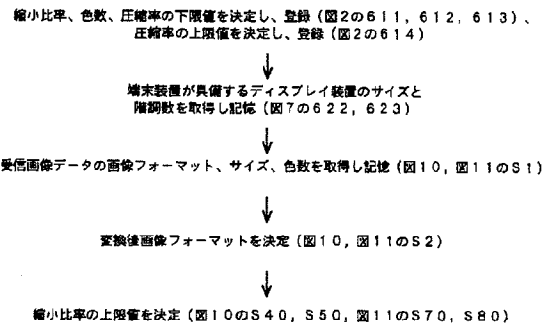 縮小比率、色数、圧縮率の下限値を決定し、登録（図2の611，612，613）、
圧縮率の上限値を決定し、登録（図2の614）
↓
端末装置が具備するディスプレイ装置のサイズと
階調数を取得し記憶（図7の622，623）
↓
受信画像データの画像フォーマット、サイズ、色数を取得し記憶（図10，図11のS1）
↓
変換後画像フォーマットを決定（図10，図11のS2）
↓
縮小比率の上限値を決定（図10のS40，S50，図11のS70，S80）